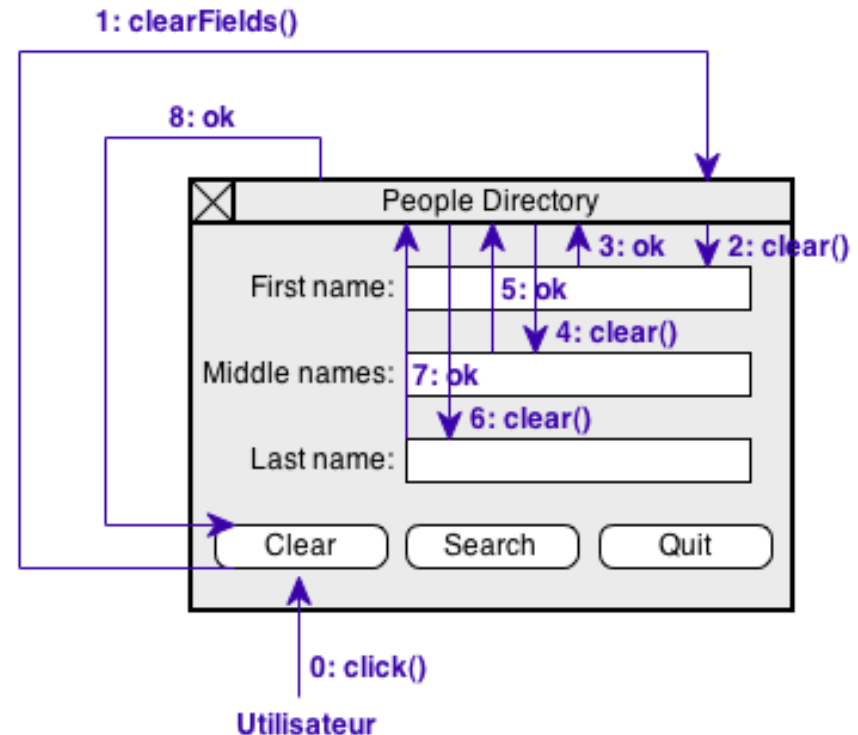 1: clearFields()
8: ok
People Directory
3: ok
2: clear()
First name:
5: ok
4: clear()
Middle names:
7: ok
6: clear()
Last name:
Clear
Search
Quit
0: click()
Utilisateur